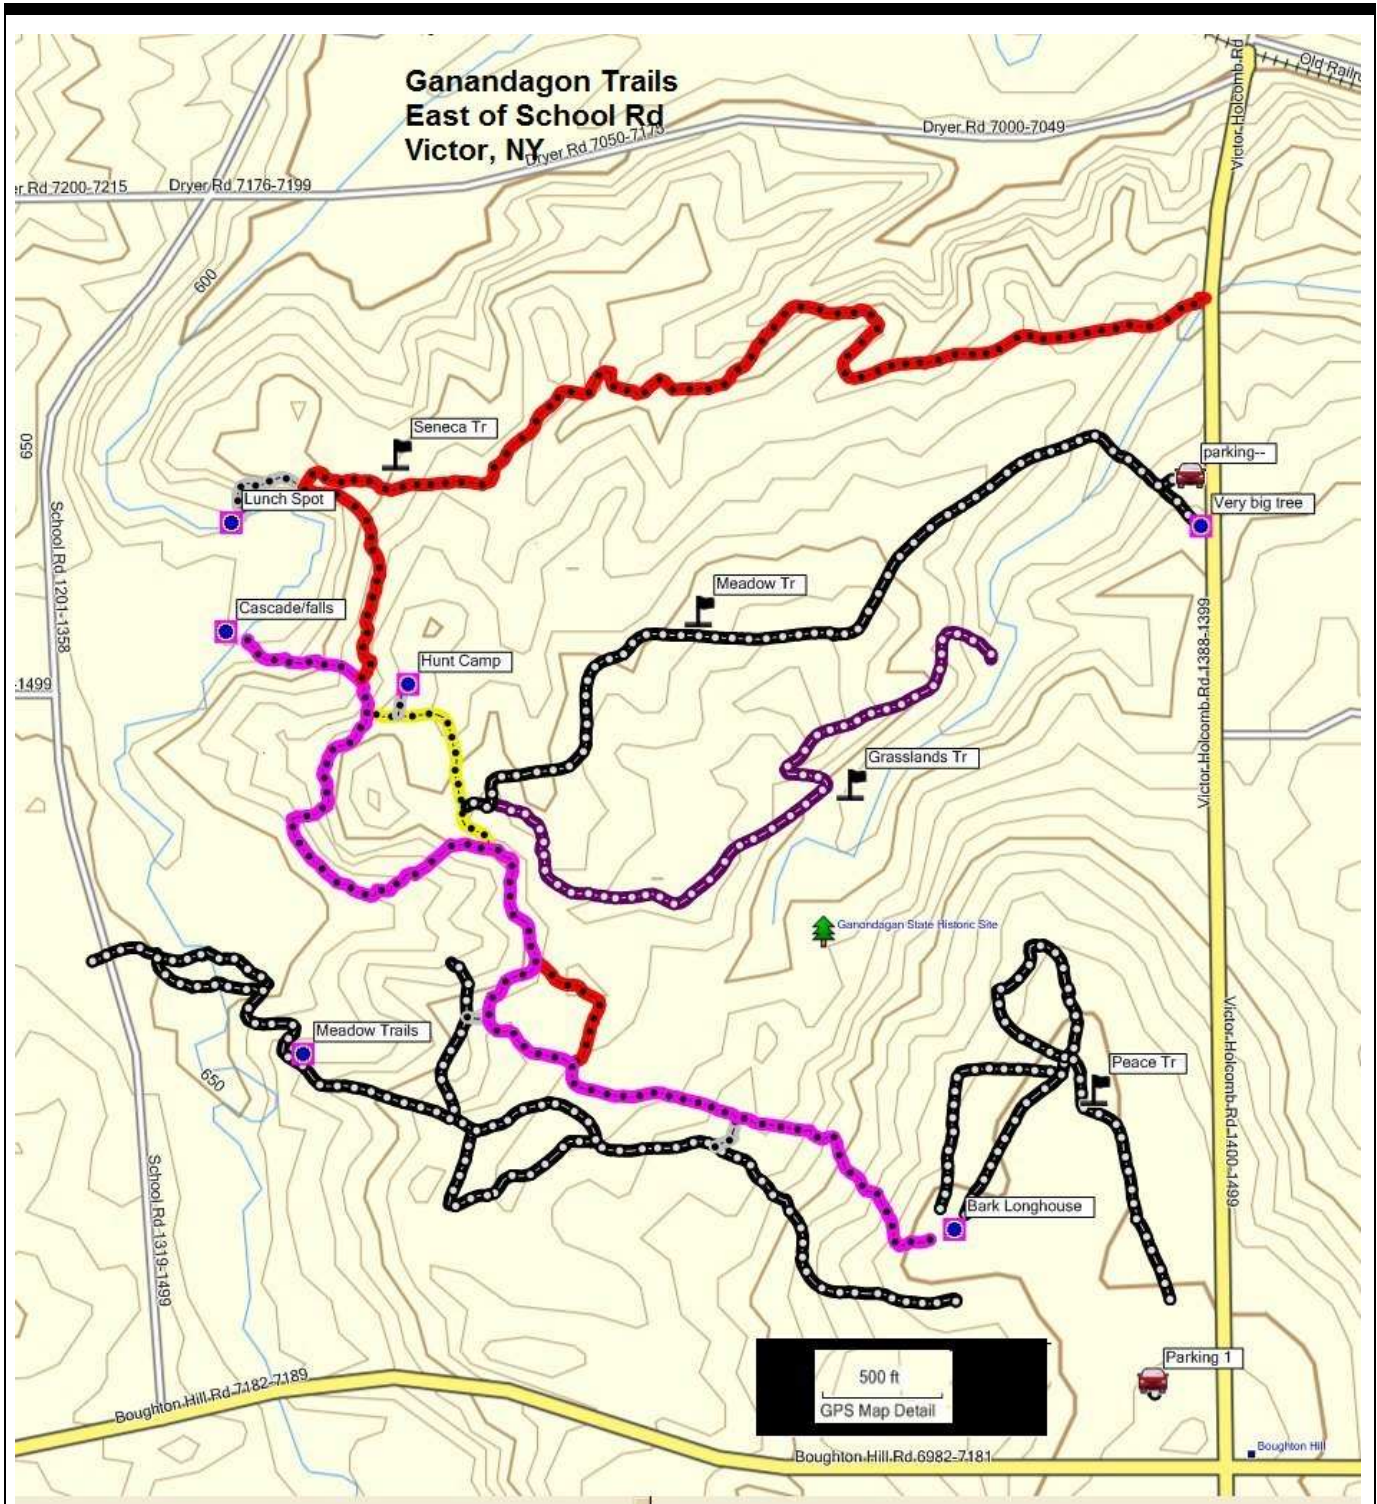 Ganandagon Trails
East of School Rd
Victor, NY
Dryer Rd 7050-7175
Dryer Rd 7000-7049
Victor-Holcomb Rd
Old Railr
er Rd 7200-7215
Dryer Rd 7176-7199
600
650
School Rd 1201-1358
Seneca Tr
Lunch Spot
parking--
Very big tree
Cascade/falls
Meadow Tr
Hunt Camp
-1499
Victor-Holcomb Rd 1388-1399
Grasslands Tr
Ganondagan State Historic Site
Meadow Trails
650
Peace Tr
Victor-Holcomb Rd 1400-1499
School Rd 1319-1499
Bark Longhouse
Parking 1
500 ft
GPS Map Detail
Boughton Hill Rd 7182-7189
Boughton Hill Rd 6982-7181
Boughton Hill